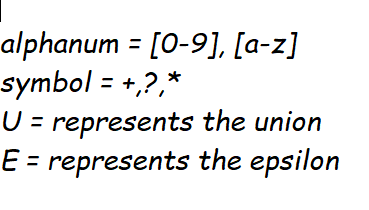 alphanum = [0-9], [a-z]
symbol = +,?,*
U = represents the union
E = represents the epsilon